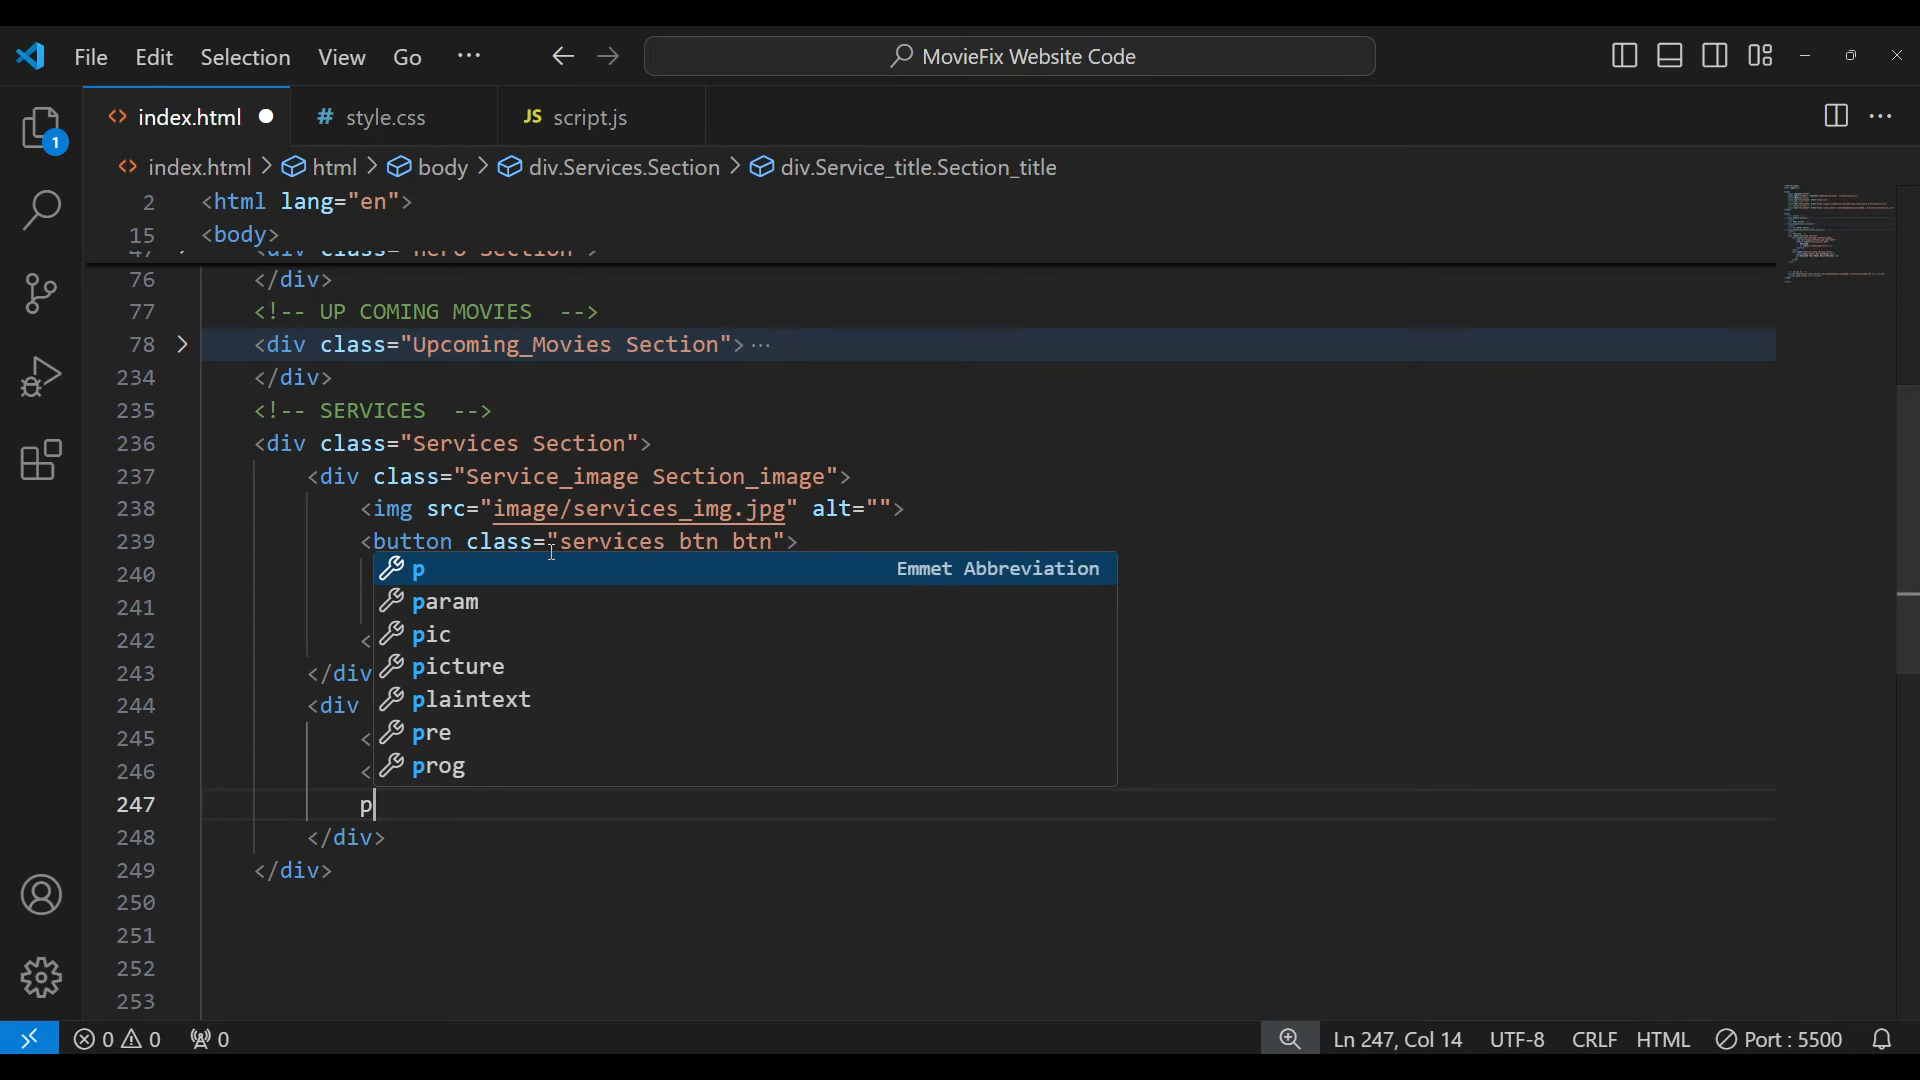 File Edit Selection View Go ··· MovieFix Website Code
1
<> index.html # style.css JS script.js
<> index.html > html > body > div.Services.Section > div.Service_title.Section_title
2 <html lang="en">
15 <body>
76 </div>
77 <!-- UP COMING MOVIES  -->
78 <div class="Upcoming_Movies Section">···
234 </div>
235 <!-- SERVICES  -->
236 <div class="Services Section">
237 <div class="Service_image Section_image">
238 <img src="image/services_img.jpg" alt="">
239 <button class="services btn btn">
240 p Emmet Abbreviation
241 param
242 < pic
243 </div picture
244 <div plaintext
245 < pre
246 < prog
247 p
248 </div>
249 </div>
250
251
252
253
0 0 0 Ln 247, Col 14 UTF-8 CRLF HTML Port : 5500